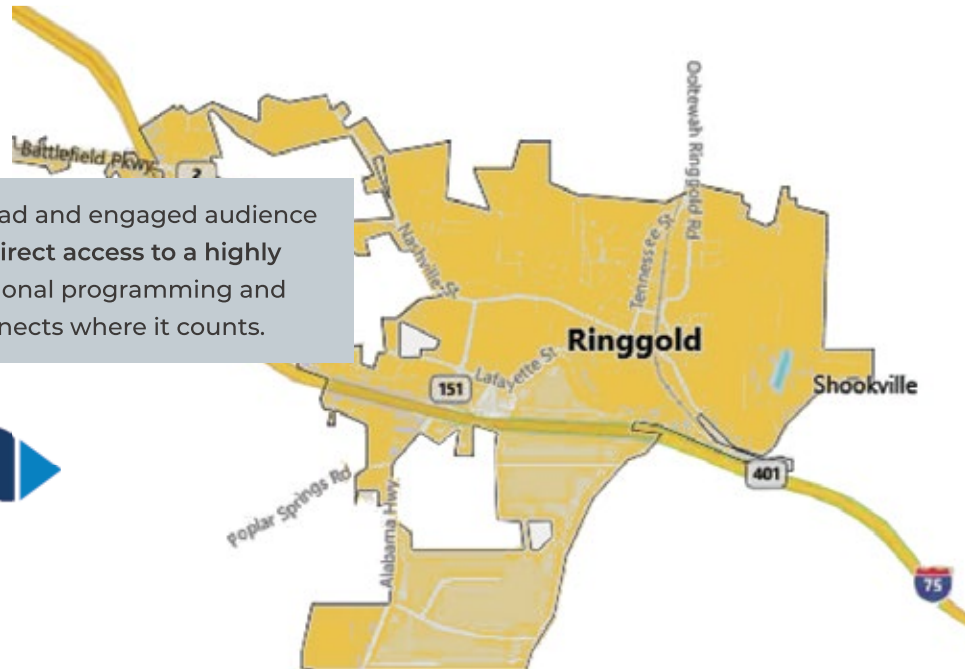 Battlefield Pkwy
2
ad and engaged audience
irect access to a highly
ional programming and
nects where it counts.
Ooltewah Ringgold Rd
Nashville St
Tennessee St
Ringgold
Lafayette St
151
Shookville
Poplar Springs Rd
Alabama Hwy
401
75